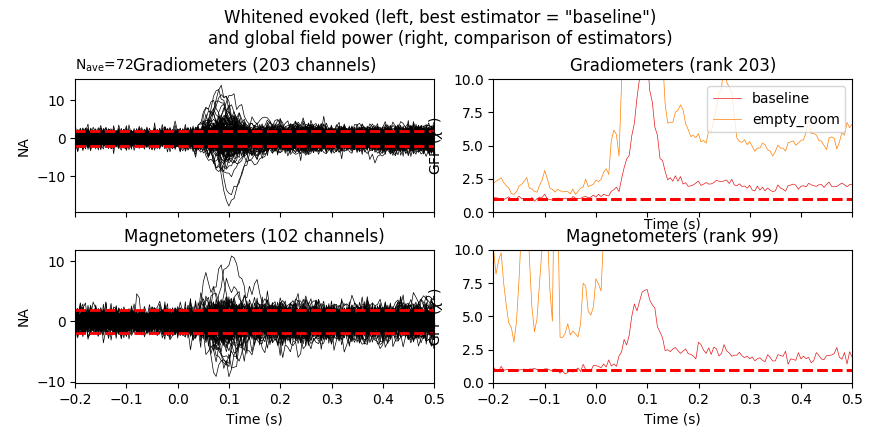 Whitened evoked (left, best estimator = "baseline")
and global field power (right, comparison of estimators)
Nave=72
Gradiometers (203 channels)
NA
10
0
−10
Gradiometers (rank 203)
10.0
7.5
5.0
2.5
0.0
baseline
empty_room
Time (s)
Magnetometers (102 channels)
NA
10
0
−10
−0.2 −0.1 0.0 0.1 0.2 0.3 0.4 0.5
Time (s)
Magnetometers (rank 99)
10.0
7.5
5.0
2.5
0.0
−0.2 −0.1 0.0 0.1 0.2 0.3 0.4 0.5
Time (s)